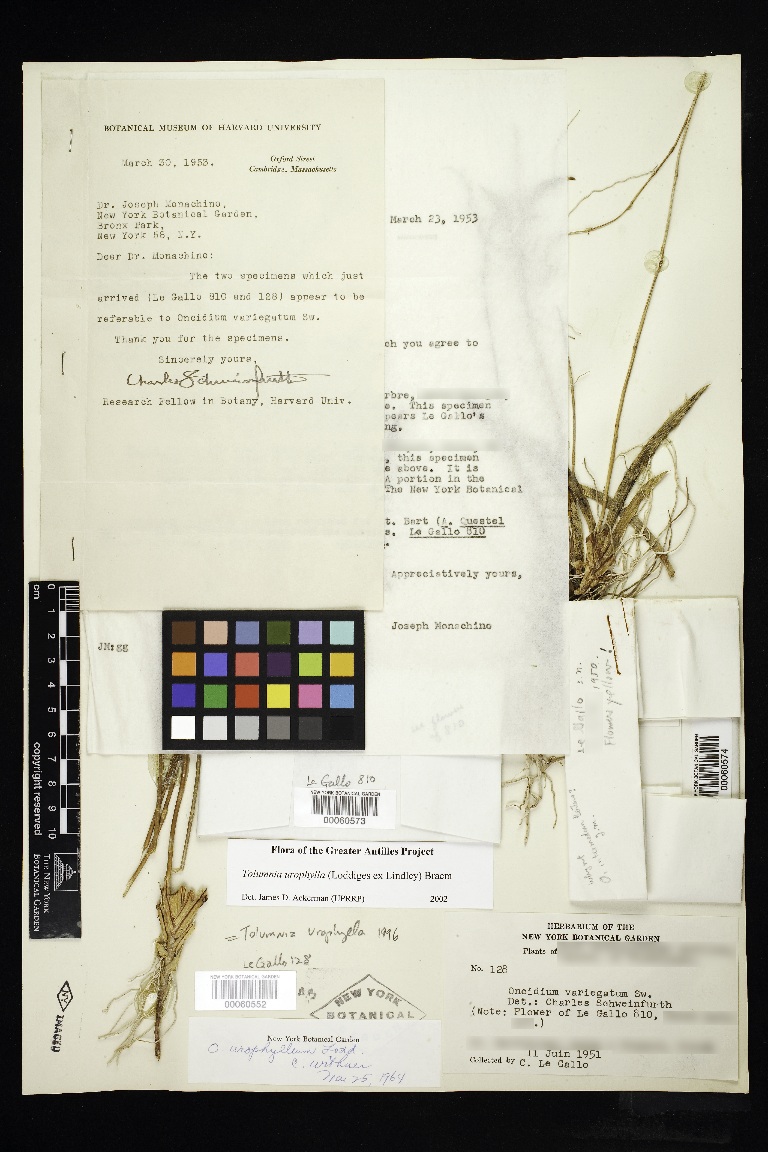 BOTANICAL MUSEUM OF HARVARD UNIVERSITY
March 30, 1953.
Oxford Street
Cambridge, Massachusetts
Dr. Joseph Monachino,
New York Botanical Garden,
Bronx Park,
New York 58, N.Y.
Dear Dr. Monachino:
The two specimens which just
arrived (Le Gallo 810 and 128) appear to be
referable to Oncidium variegatum Sw.
Thank you for the specimens.
Sincerely yours,
Charles Schweinfurth
Research Fellow in Botany, Harvard Univ.
March 23, 1953
ch you agree to
rbre,
e. This specimen
pears Le Gallo's
ng.
, this specimen
e above. It is
A portion in the
The New York Botanical
t. Bart (A. Questel
s. Le Gallo 810
Appreciatively yours,
Joseph Monachino
JM:gg
810
Le Gallo s.n.
1950.
Flowers yellow!
cm 0 1 2 3 4 5 6 7 8 9 10
copyright reserved
THE NEW YORK
BOTANICAL GARDEN
NEW YORK BOTANICAL GARDEN
00060574
Le Gallo 810
NEW YORK BOTANICAL GARDEN
00060573
Flora of the Greater Antilles Project
Tolumnia urophylla (Loddiges ex Lindley) Braem
Det. James D. Ackerman (UPRRP) 2002
= Tolumnia urophylla 1996
Le Gallo 128
NEW YORK BOTANICAL GARDEN
00060552
NEW YORK
BOTANICAL
IMAGED
New York Botanical Garden
O. urophyllum Lodd.
C. Withner
Nov 25, 1964
HERBARIUM OF THE
NEW YORK BOTANICAL GARDEN
Plants of
No. 128
Oncidium variegatum Sw.
Det.: Charles Schweinfurth
(Note: Flower of Le Gallo 810,
.)
11 Juin 1951
Collected by C. Le Gallo